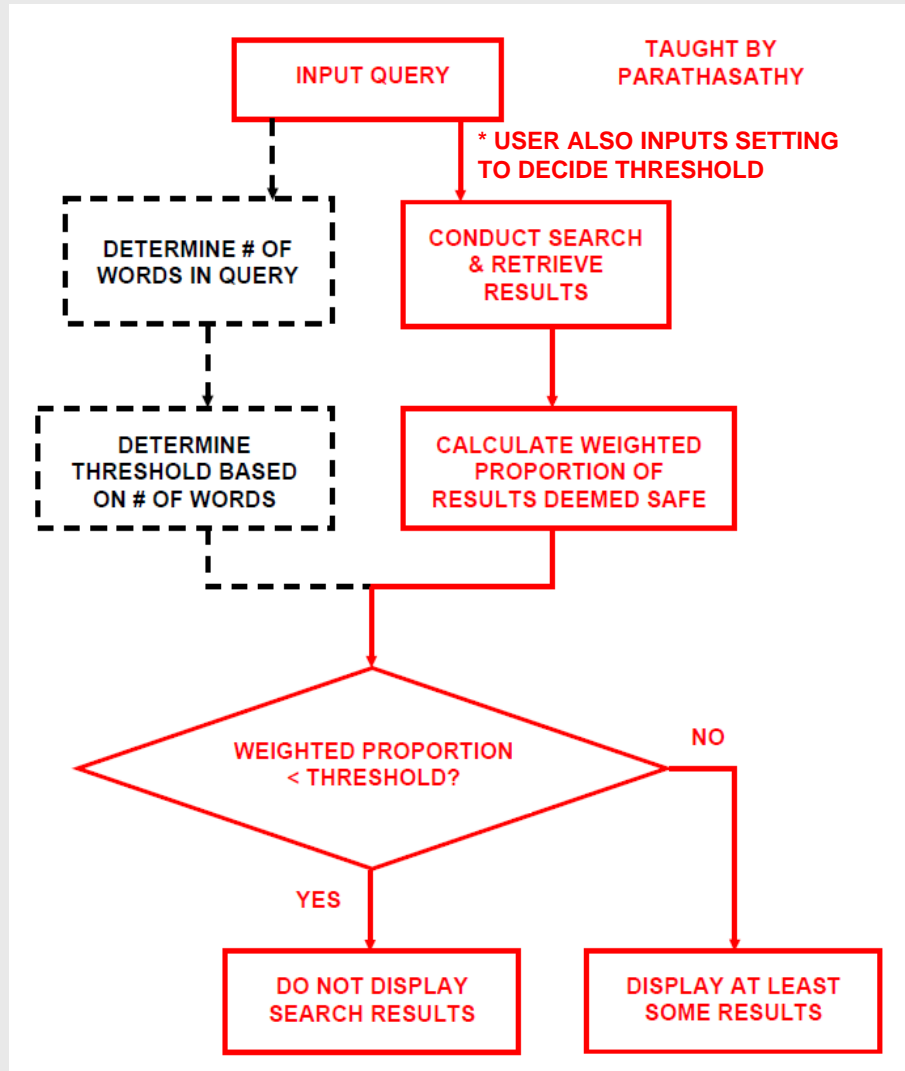 INPUT QUERY
TAUGHT BY
PARATHASATHY
* USER ALSO INPUTS SETTING
TO DECIDE THRESHOLD
DETERMINE # OF
WORDS IN QUERY
CONDUCT SEARCH
& RETRIEVE
RESULTS
DETERMINE
THRESHOLD BASED
ON # OF WORDS
CALCULATE WEIGHTED
PROPORTION OF
RESULTS DEEMED SAFE
WEIGHTED PROPORTION
< THRESHOLD?
NO
YES
DO NOT DISPLAY
SEARCH RESULTS
DISPLAY AT LEAST
SOME RESULTS